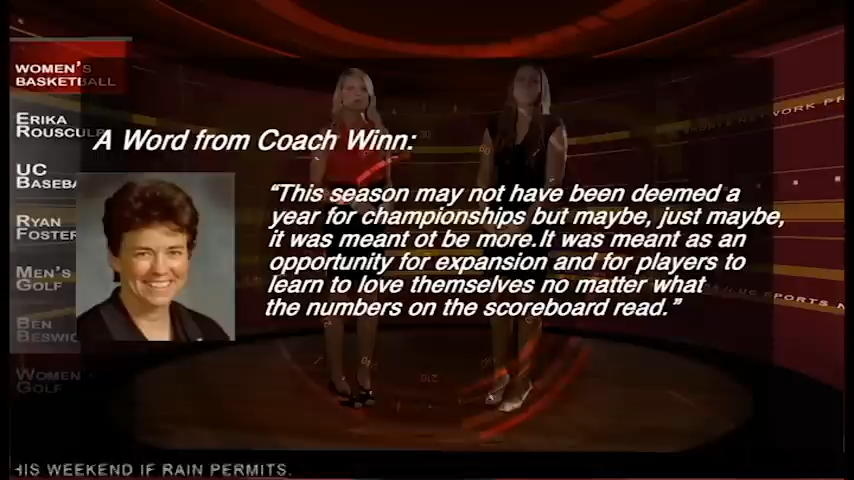 WOMEN'S
BASKETBALL
ERIKA
ROUSCULP
UC
BASEBA
RYAN
FOSTER
MEN'S
GOLF
BEN
BESWIC
WOMEN'S
GOLF
A Word from Coach Winn:
"This season may not have been deemed a
year for championships but maybe, just maybe,
it was meant ot be more.It was meant as an
opportunity for expansion and for players to
learn to love themselves no matter what
the numbers on the scoreboard read."
HIS WEEKEND IF RAIN PERMITS.